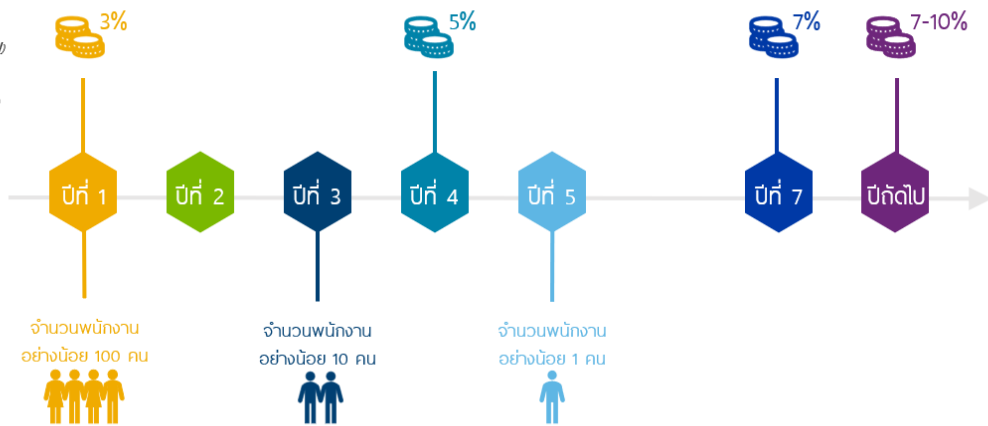 3%
5%
7%
7-10%
ปีที่ 1
ปีที่ 2
ปีที่ 3
ปีที่ 4
ปีที่ 5
ปีที่ 7
ปีถัดไป
จำนวนพนักงาน
อย่างน้อย 100 คน
จำนวนพนักงาน
อย่างน้อย 10 คน
จำนวนพนักงาน
อย่างน้อย 1 คน